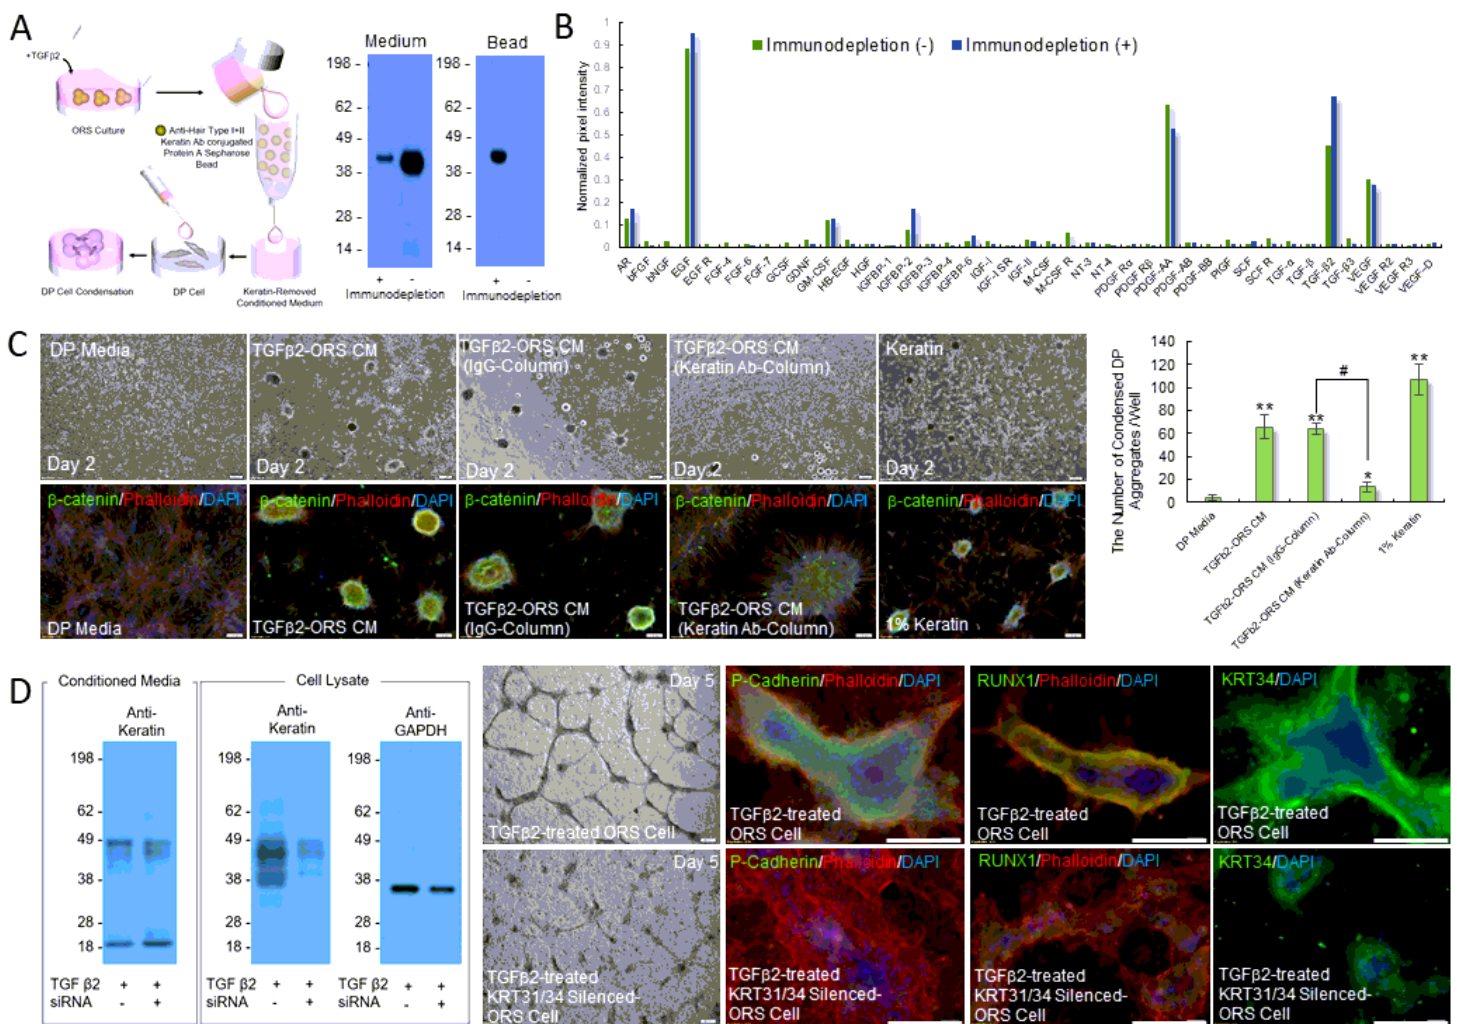 A
+TGFβ2
ORS Culture
Anti-Hair Type I+II
Keratin Ab conjugated
Protein A Sepharose
Bead
DP Cell Condensation
DP Cell
Keratin-Removed
Conditioned Medium
Medium
Bead
198 -
62 -
49 -
38 -
28 -
14 -
+ -
Immunodepletion
198 -
62 -
49 -
38 -
28 -
14 -
+ -
Immunodepletion
B
Normalized pixel intensity
1
0.9
0.8
0.7
0.6
0.5
0.4
0.3
0.2
0.1
0
Immunodepletion (-)
Immunodepletion (+)
AR
bFGF
bNGF
EGF
EGF R
FGF-4
FGF-6
FGF-7
GCSF
GDNF
GM-CSF
HB-EGF
HGF
IGFBP-1
IGFBP-2
IGFBP-3
IGFBP-4
IGFBP-6
IGF-I
IGF-1SR
IGF-II
M-CSF
M-CSF R
NT-3
NT-4
PDGF Rα
PDGF Rβ
PDGF-AA
PDGF-AB
PDGF-BB
PlGF
SCF
SCF R
TGF-α
TGF-β
TGF-β2
TGF-β3
VEGF
VEGF R2
VEGF R3
VEGF-D
C
DP Media
Day 2
TGFβ2-ORS CM
Day 2
TGFβ2-ORS CM
(IgG-Column)
Day 2
TGFβ2-ORS CM
(Keratin Ab-Column)
Day 2
Keratin
Day 2
β-catenin/Phalloidin/DAPI
DP Media
β-catenin/Phalloidin/DAPI
TGFβ2-ORS CM
β-catenin/Phalloidin/DAPI
TGFβ2-ORS CM
(IgG-Column)
β-catenin/Phalloidin/DAPI
TGFβ2-ORS CM
(Keratin Ab-Column)
β-catenin/Phalloidin/DAPI
1% Keratin
The Number of Condensed DP
Aggregates /Well
140
120
100
80
60
40
20
0
**
**
#
*
**
DP Media
TGFb2-ORS CM
TGFb2-ORS CM (IgG-Column)
TGFb2-ORS CM (Keratin Ab-Column)
1% Keratin
D
Conditioned Media
Anti-
Keratin
198 -
62 -
49 -
38 -
28 -
18 -
TGF β2 + +
siRNA - +
Cell Lysate
Anti-
Keratin
198 -
62 -
49 -
38 -
28 -
18 -
TGF β2 + +
siRNA - +
Anti-
GAPDH
198 -
62 -
49 -
38 -
28 -
18 -
TGF β2 + +
siRNA - +
Day 5
TGFβ2-treated ORS Cell
P-Cadherin/Phalloidin/DAPI
TGFβ2-treated
ORS Cell
RUNX1/Phalloidin/DAPI
TGFβ2-treated
ORS Cell
KRT34/DAPI
TGFβ2-treated
ORS Cell
Day 5
TGFβ2-treated
KRT31/34 Silenced-
ORS Cell
P-Cadherin/Phalloidin/DAPI
TGFβ2-treated
KRT31/34 Silenced-
ORS Cell
RUNX1/Phalloidin/DAPI
TGFβ2-treated
KRT31/34 Silenced-
ORS Cell
KRT34/DAPI
TGFβ2-treated
KRT31/34 Silenced-
ORS Cell